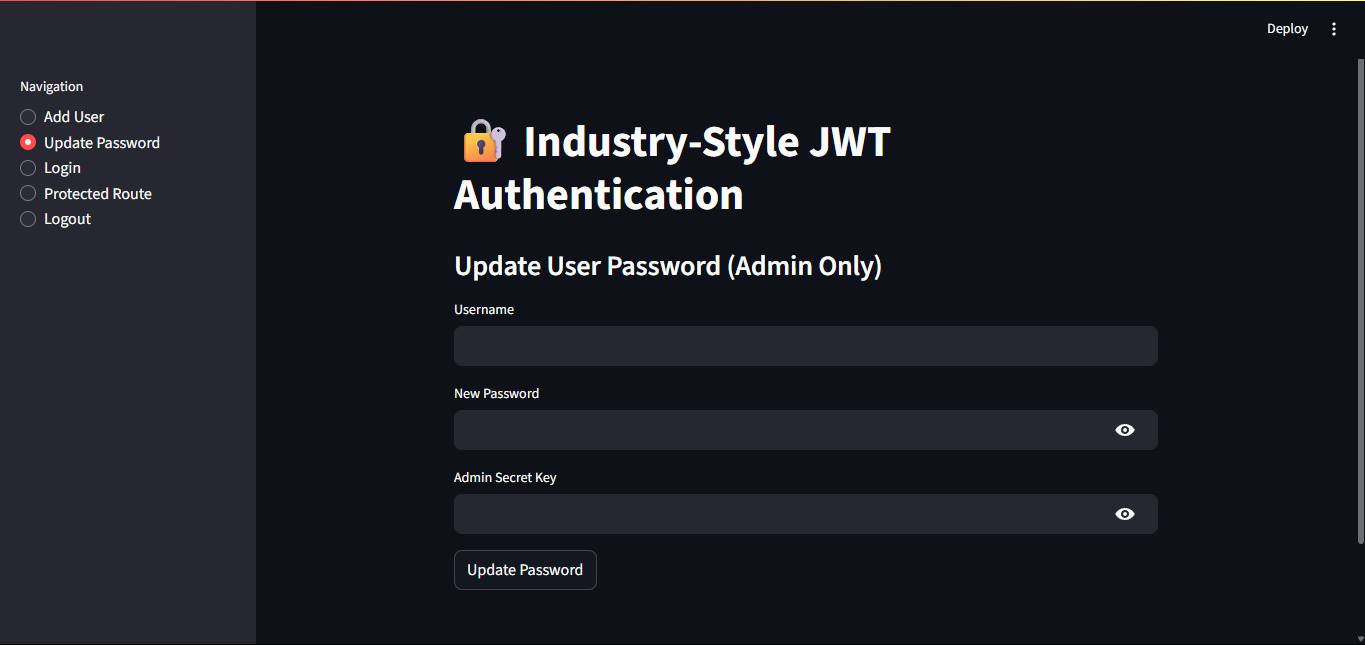 Deploy
Navigation
Add User
Update Password
Login
Protected Route
Logout
Industry-Style JWT
Authentication
Update User Password (Admin Only)
Username
New Password
Admin Secret Key
Update Password